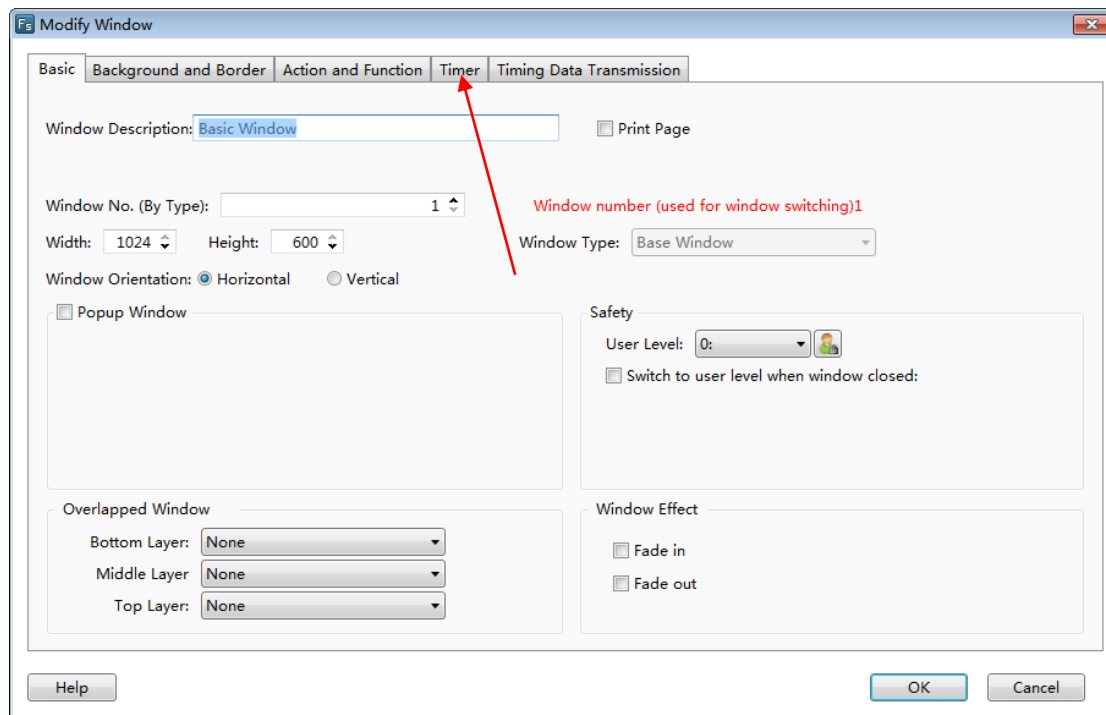 Fs Modify Window
Basic Background and Border Action and Function Timer Timing Data Transmission
Window Description: Basic Window Print Page
Window No. (By Type): 1 Window number (used for window switching)1
Width: 1024 Height: 600 Window Type: Base Window
Window Orientation: Horizontal Vertical
Popup Window
Safety
User Level: 0:
Switch to user level when window closed:
Overlapped Window
Bottom Layer: None
Middle Layer None
Top Layer: None
Window Effect
Fade in
Fade out
Help OK Cancel